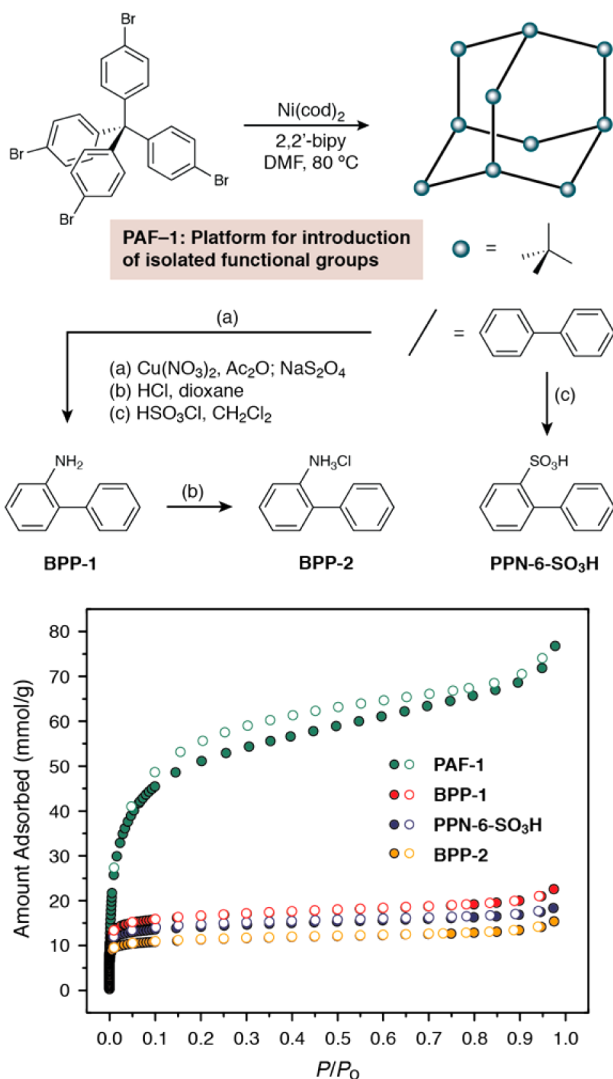 Br
Br
Br
Br
Ni(cod)2
2,2'-bipy
DMF, 80 ºC
PAF–1: Platform for introduction
of isolated functional groups
=
(a)
=
(a) Cu(NO3)2, Ac2O; NaS2O4
(b) HCl, dioxane
(c) HSO3Cl, CH2Cl2
(c)
NH2
(b)
NH3Cl
SO3H
BPP-1
BPP-2
PPN-6-SO3H
Amount Adsorbed (mmol/g)
80
70
60
50
40
30
20
10
0
PAF-1
BPP-1
PPN-6-SO3H
BPP-2
0.0 0.1 0.2 0.3 0.4 0.5 0.6 0.7 0.8 0.9 1.0
P/PO